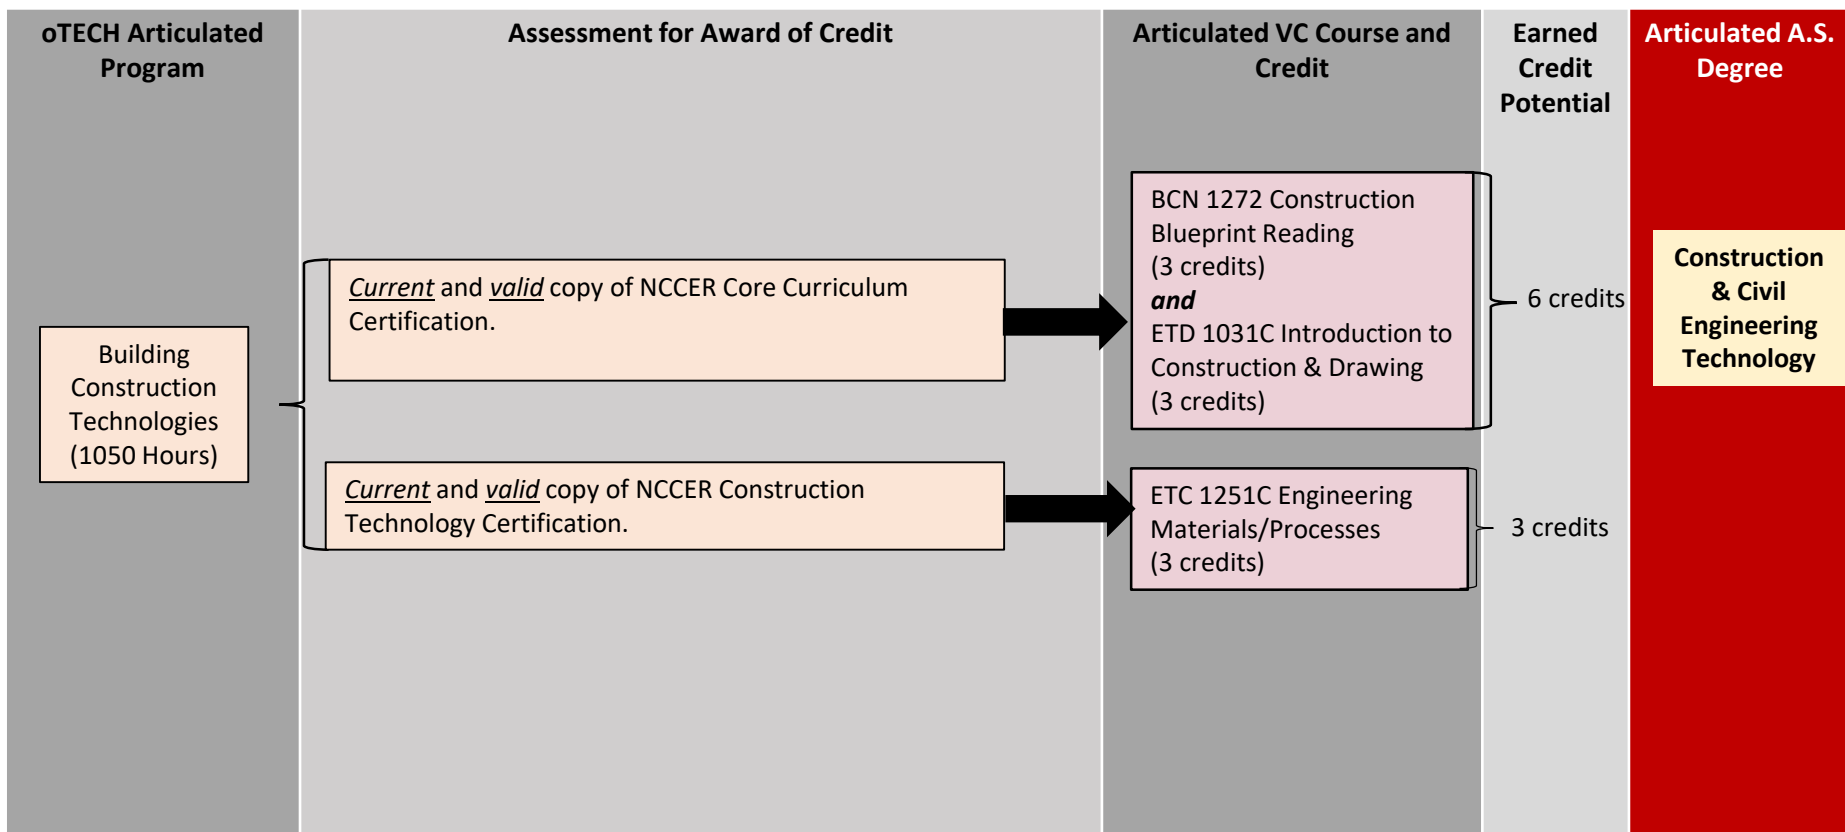 oTECH Articulated
Program
Assessment for Award of Credit
Articulated VC Course and
Credit
Earned
Credit
Potential
Articulated A.S.
Degree
Building
Construction
Technologies
(1050 Hours)
Current and valid copy of NCCER Core Curriculum
Certification.
BCN 1272 Construction
Blueprint Reading
(3 credits)
and
ETD 1031C Introduction to
Construction & Drawing
(3 credits)
6 credits
Construction
& Civil
Engineering
Technology
Current and valid copy of NCCER Construction
Technology Certification.
ETC 1251C Engineering
Materials/Processes
(3 credits)
3 credits